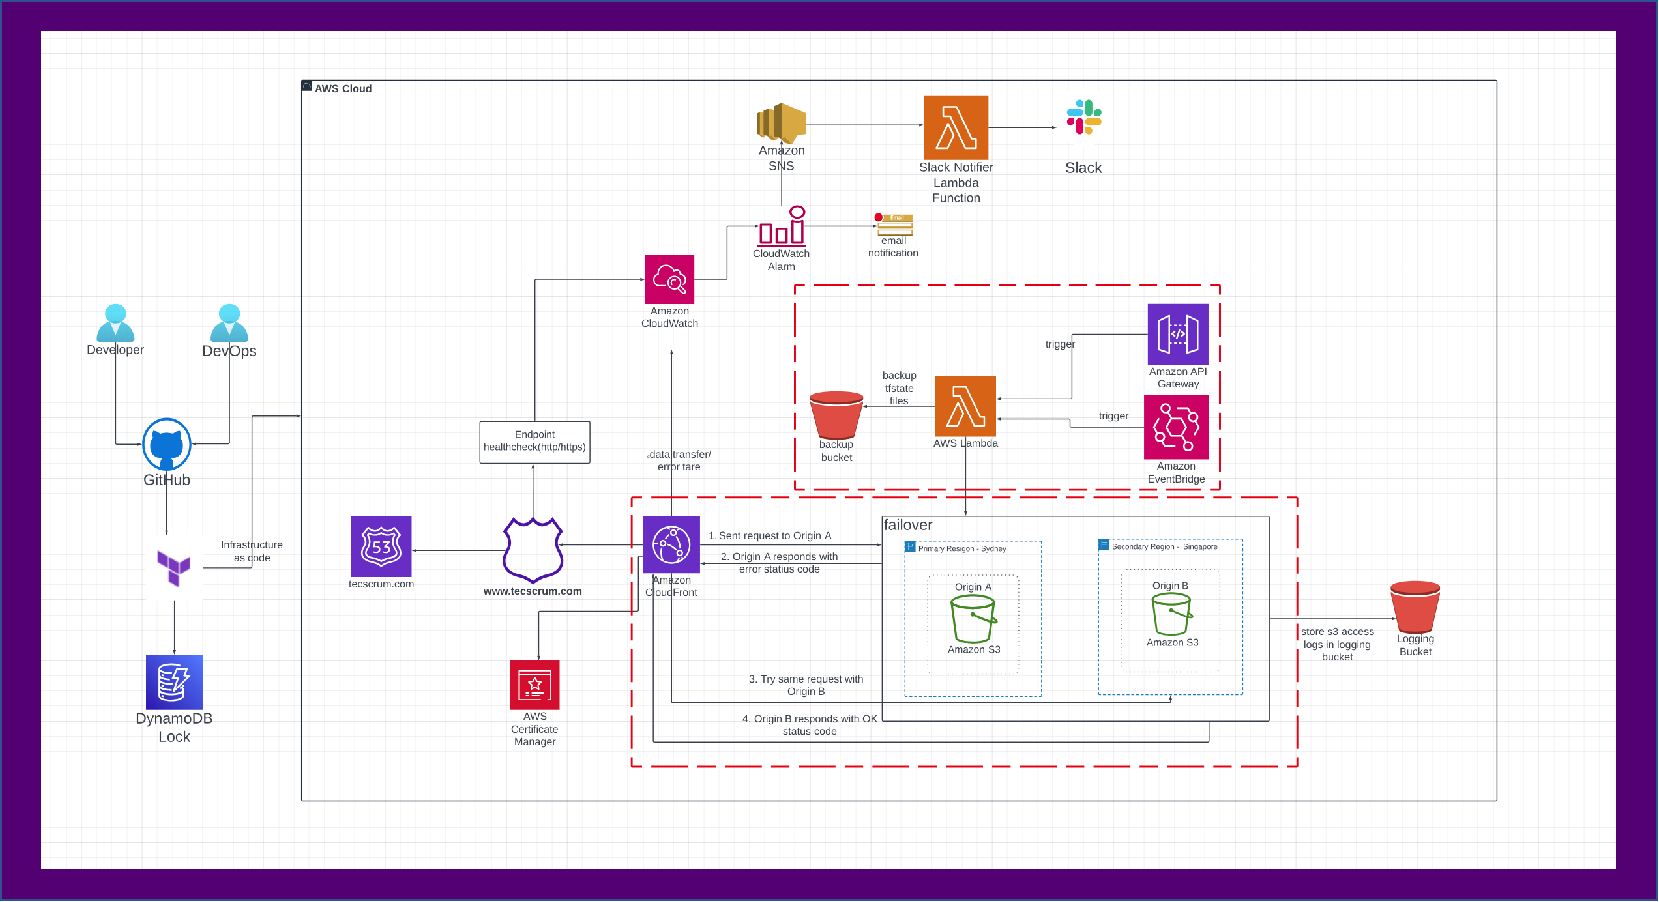 AWS Cloud
Amazon
SNS
Slack Notifier
Lambda
Function
Slack
CloudWatch
Alarm
email
notification
Amazon
CloudWatch
Developer
DevOps
GitHub
Infrastructure
as code
DynamoDB
Lock
Endpoint
healthcheck(http/https)
data transfer/
error tare
53
tecscrum.com
www.tecscrum.com
AWS
Certificate
Manager
trigger
Amazon API
Gateway
backup
tfstate
files
trigger
backup
bucket
AWS Lambda
Amazon
EventBridge
Amazon
CloudFront
1. Sent request to Origin A
2. Origin A responds with
error statius code
3. Try same request with
Origin B
4. Origin B responds with OK
status code
failover
Primary Resigon - Sydney
Origin A
Amazon S3
Secondary Region - Singapore
Origin B
Amazon S3
store s3 access
logs in logging
bucket
Logging
Bucket